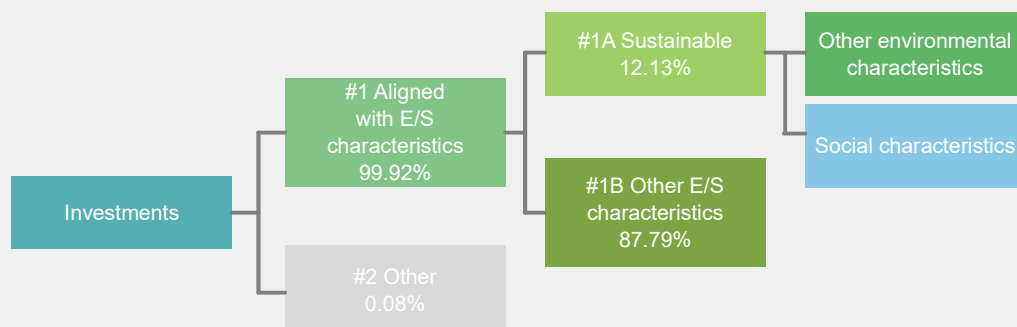 Investments
#1 Aligned
with E/S
characteristics
99.92%
#2 Other
0.08%
#1A Sustainable
12.13%
#1B Other E/S
characteristics
87.79%
Other environmental
characteristics
Social characteristics